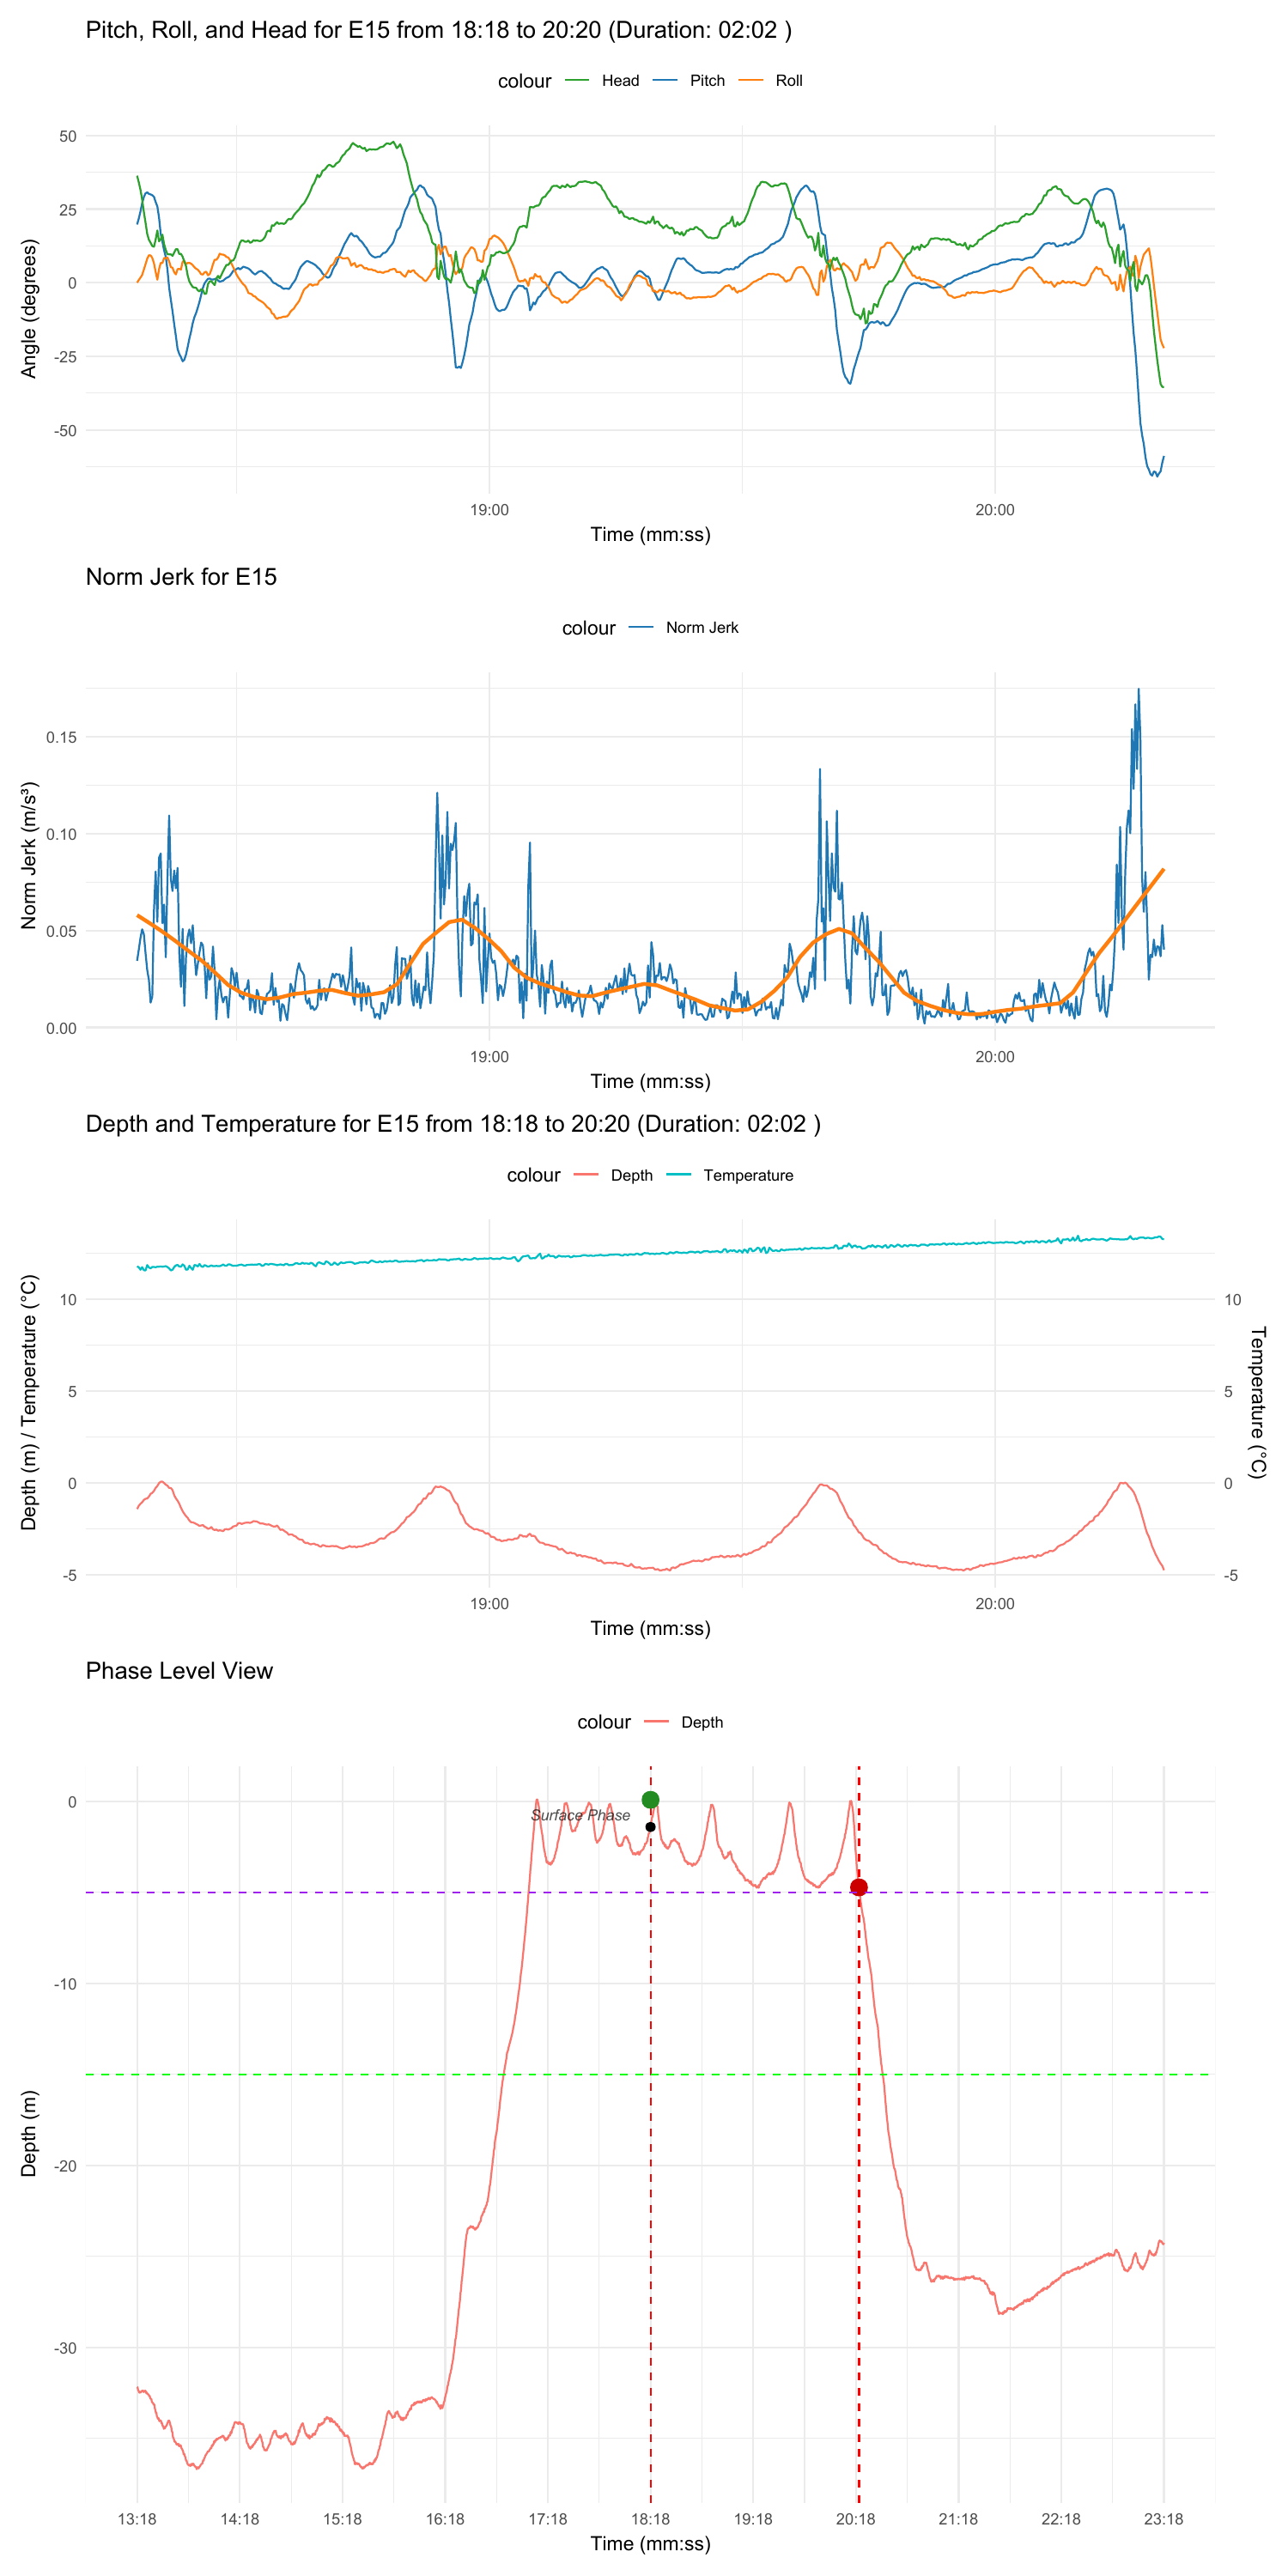 Pitch, Roll, and Head for E15 from 18:18 to 20:20 (Duration: 02:02 )
colour Head Pitch Roll
50
25
0
-25
-50
Angle (degrees)
19:00 20:00
Time (mm:ss)
Norm Jerk for E15
colour Norm Jerk
0.15
0.10
0.05
0.00
Norm Jerk (m/s³)
19:00 20:00
Time (mm:ss)
Depth and Temperature for E15 from 18:18 to 20:20 (Duration: 02:02 )
colour Depth Temperature
10 10
5 5
0 0
-5 -5
Depth (m) / Temperature (°C)
Temperature (°C)
19:00 20:00
Time (mm:ss)
Phase Level View
colour Depth
0
Surface Phase
-10
-20
-30
Depth (m)
13:18 14:18 15:18 16:18 17:18 18:18 19:18 20:18 21:18 22:18 23:18
Time (mm:ss)